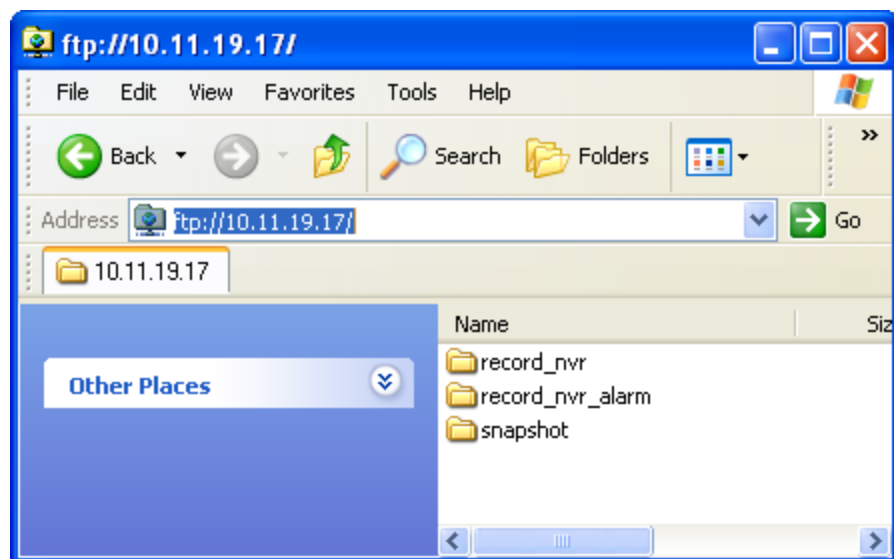 ftp://10.11.19.17/
File Edit View Favorites Tools Help
Back Search Folders »
Address ftp://10.11.19.17/ Go
10.11.19.17
Name Siz
Other Places
record_nvr
record_nvr_alarm
snapshot